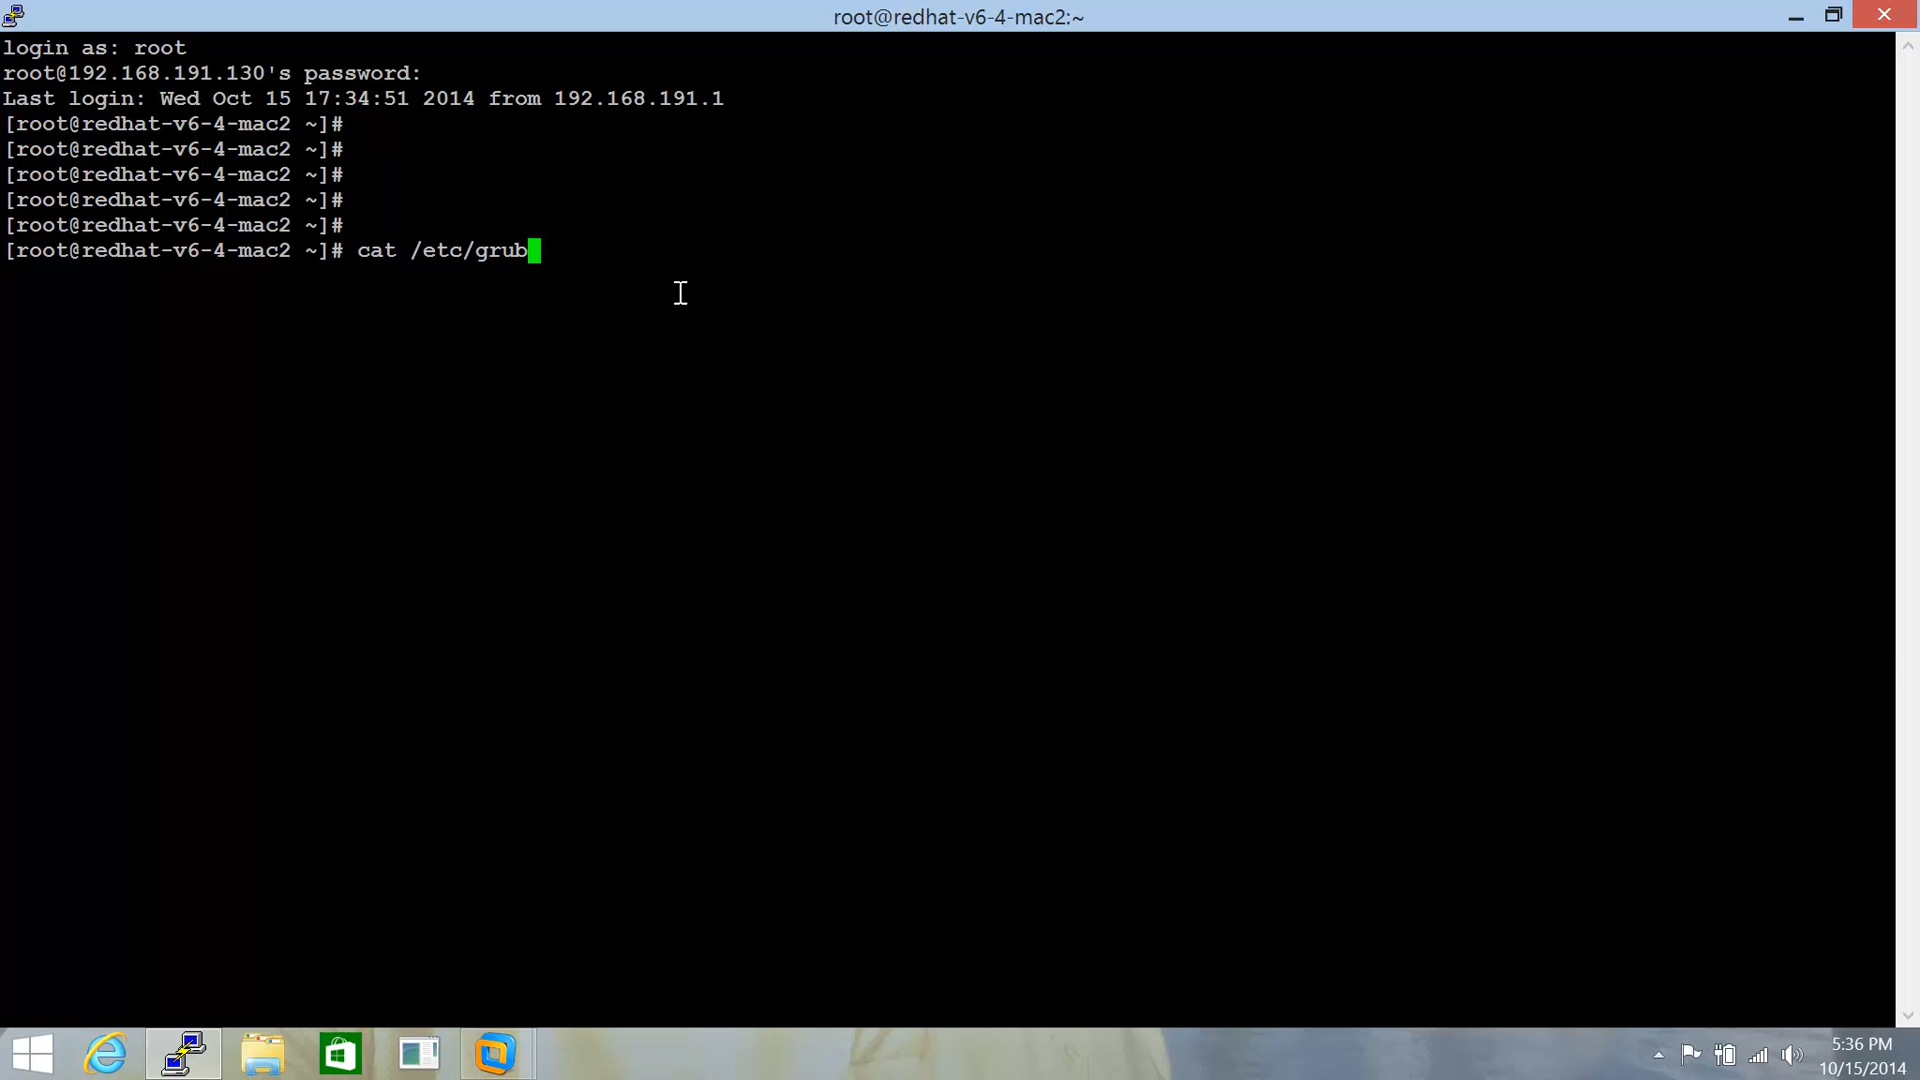 root@redhat-v6-4-mac2:~
login as: root
root@192.168.191.130's password:
Last login: Wed Oct 15 17:34:51 2014 from 192.168.191.1
[root@redhat-v6-4-mac2 ~]#
[root@redhat-v6-4-mac2 ~]#
[root@redhat-v6-4-mac2 ~]#
[root@redhat-v6-4-mac2 ~]#
[root@redhat-v6-4-mac2 ~]#
[root@redhat-v6-4-mac2 ~]# cat /etc/grub
5:36 PM
10/15/2014